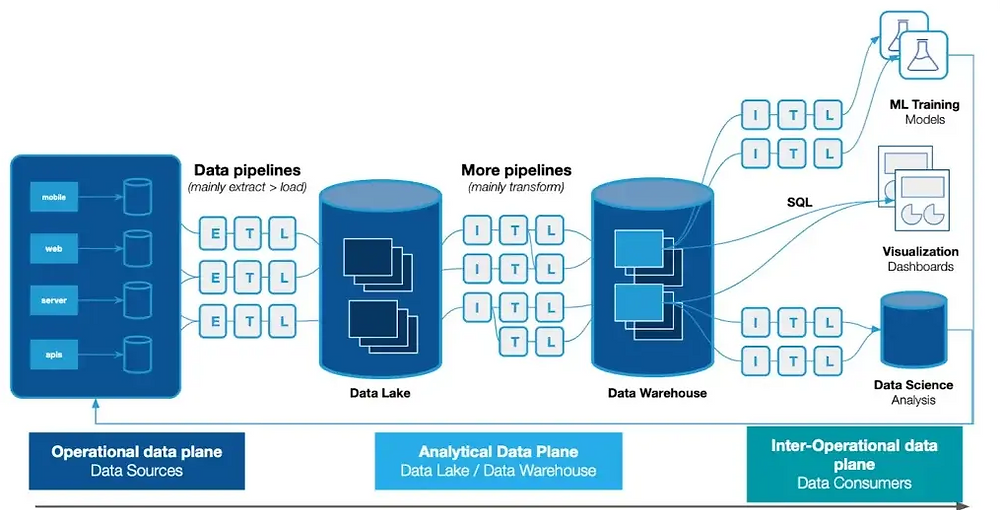 ML Training
Models
Data pipelines
(mainly extract > load)
More pipelines
(mainly transform)
I T L
I T L
mobile
web
server
apis
E T L
E T L
E T L
I T L
I T L
I T L
T L
SQL
Visualization
Dashboards
I T L
I T L
Data Lake
Data Warehouse
Data Science
Analysis
Operational data plane
Data Sources
Analytical Data Plane
Data Lake / Data Warehouse
Inter-Operational data
plane
Data Consumers